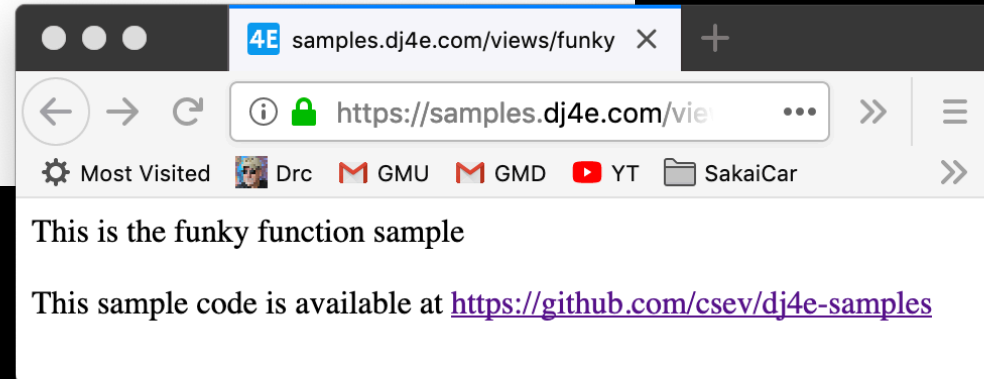 4E samples.dj4e.com/views/funky
https://samples.dj4e.com/vie
Most Visited Drc GMU GMD YT SakaiCar
This is the funky function sample
This sample code is available at https://github.com/csev/dj4e-samples